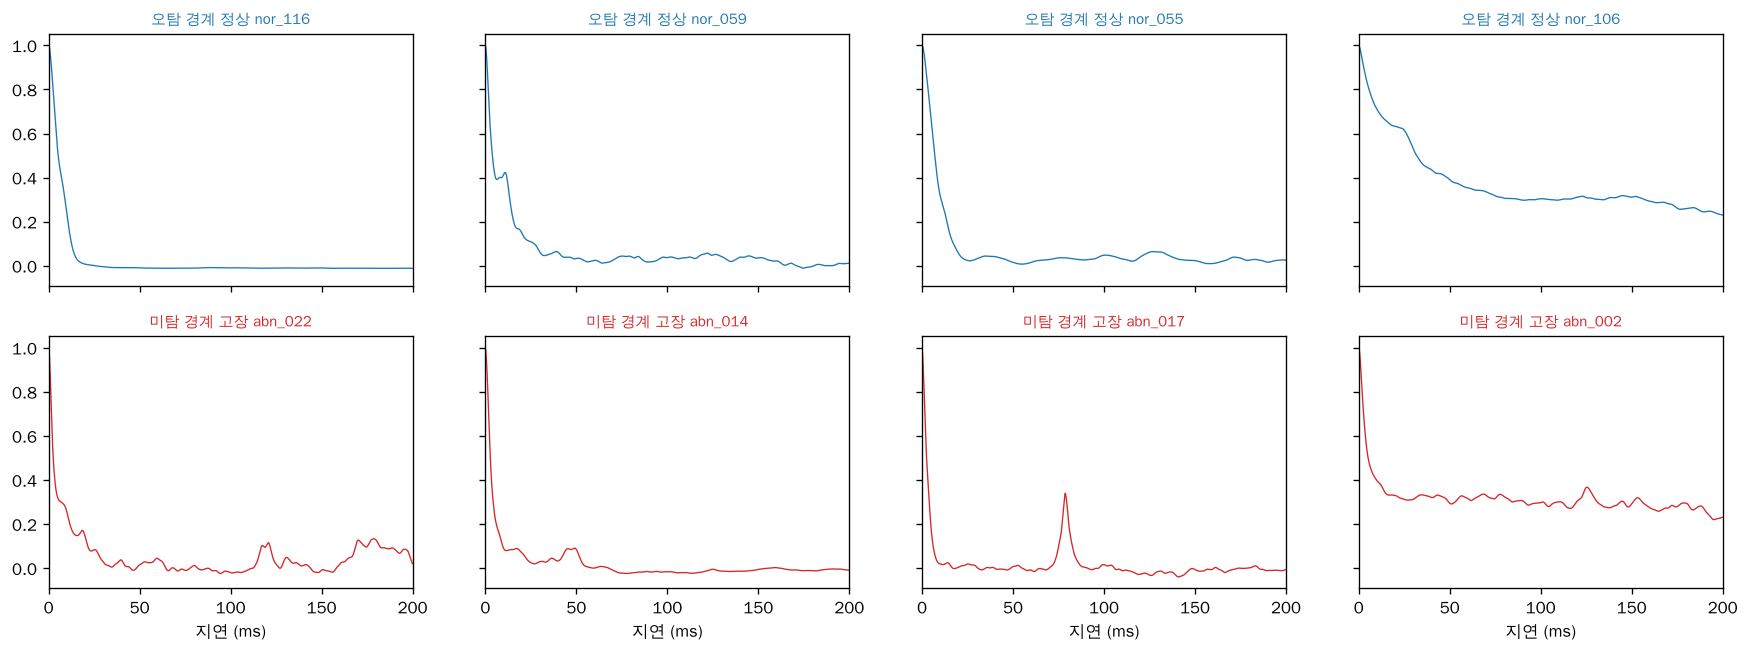 오탐 경계 정상 nor_116
오탐 경계 정상 nor_059
오탐 경계 정상 nor_055
오탐 경계 정상 nor_106
1.0
0.8
0.6
0.4
0.2
0.0
미탐 경계 고장 abn_022
미탐 경계 고장 abn_014
미탐 경계 고장 abn_017
미탐 경계 고장 abn_002
1.0
0.8
0.6
0.4
0.2
0.0
0 50 100 150 200
0 50 100 150 200
0 50 100 150 200
0 50 100 150 200
지연 (ms)
지연 (ms)
지연 (ms)
지연 (ms)